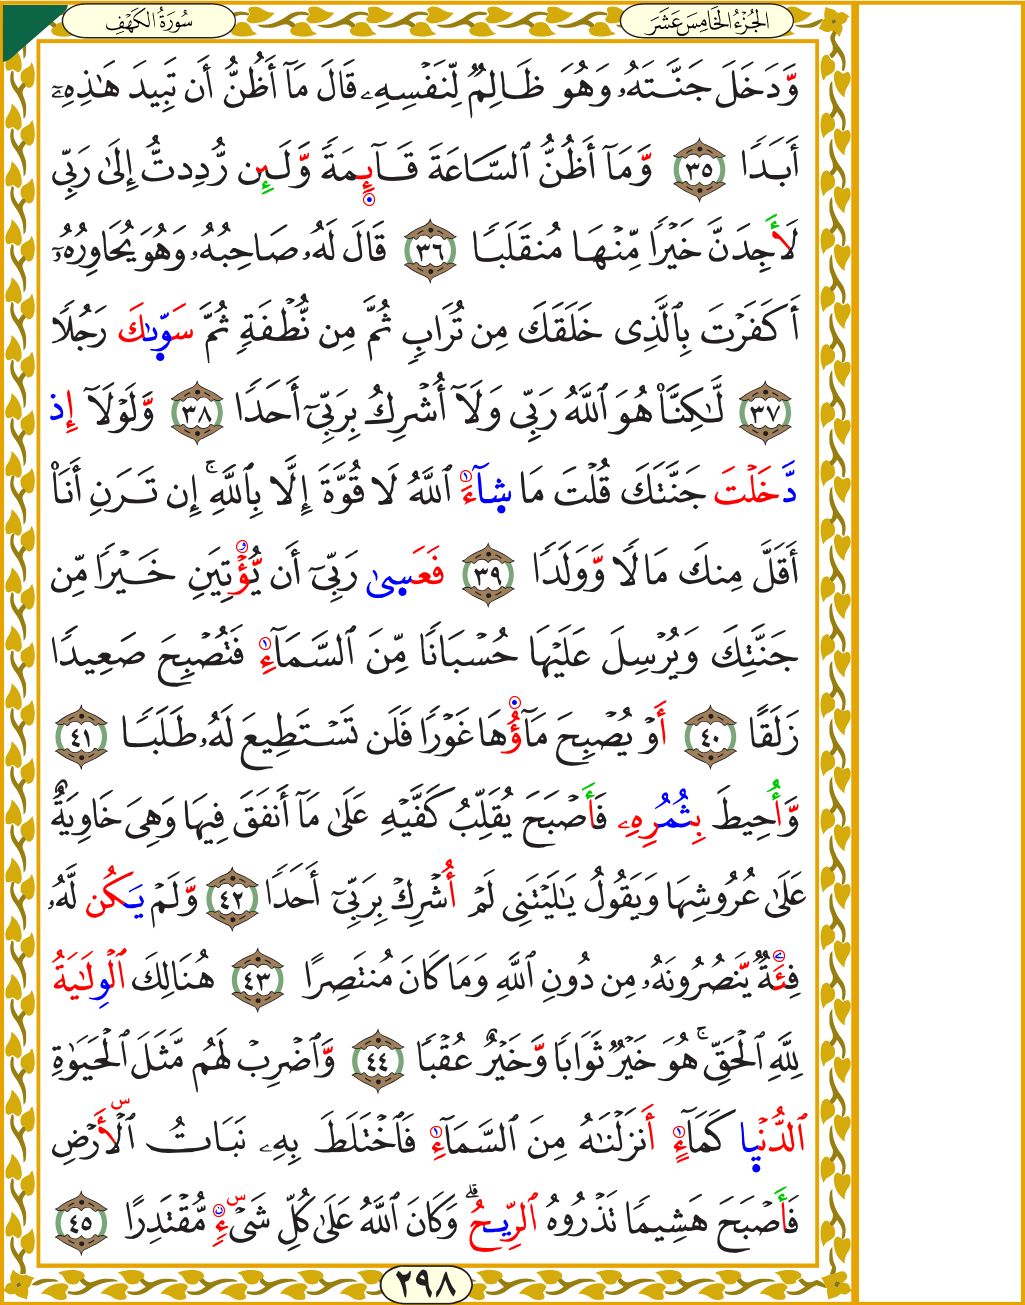 الجُزْءُ الخَامِسَ عَشَرَ
سُورَةُ الكَهْفِ
وَّدَخَلَ جَنَّتَهُۥ وَهُوَ ظَالِمٌ لِّنَفْسِهِۦ قَالَ مَآ أَظُنُّ أَن تَبِيدَ هَٰذِهِۦٓ
أَبَدًا ٣٥ وَّمَآ أَظُنُّ ٱلسَّاعَةَ قَآئِمَةً وَّلَئِن رُّدِدتُّ إِلَىٰ رَبِّى
لَأَجِدَنَّ خَيْرًا مِّنْهَا مُنقَلَبًا ٣٦ قَالَ لَهُۥ صَاحِبُهُۥ وَهُوَ يُحَاوِرُهُۥٓ
أَكَفَرْتَ بِٱلَّذِى خَلَقَكَ مِن تُرَابٍ ثُمَّ مِن نُّطْفَةٍ ثُمَّ سَوّىٰكَ رَجُلًا
٣٧ لَّٰكِنَّا۠ هُوَ ٱللَّهُ رَبِّى وَلَآ أُشْرِكُ بِرَبِّىٓ أَحَدًا ٣٨ وَّلَوْلَآ إِذ
دَّخَلْتَ جَنَّتَكَ قُلْتَ مَا شَآءَ ٱللَّهُ لَا قُوَّةَ إِلَّا بِٱللَّهِ ۚ إِن تَرَنِ أَنَا۠
أَقَلَّ مِنكَ مَالًا وَّوَلَدًا ٣٩ فَعَسىٰ رَبِّىٓ أَن يُّؤْتِيَنِ خَيْرًا مِّن
جَنَّتِكَ وَيُرْسِلَ عَلَيْهَا حُسْبَانًا مِّنَ ٱلسَّمَآءِ فَتُصْبِحَ صَعِيدًا
زَلَقًا ٤٠ أَوْ يُصْبِحَ مَآؤُهَا غَوْرًا فَلَن تَسْتَطِيعَ لَهُۥ طَلَبًا ٤١
وَّأُحِيطَ بِثُمُرِهِۦ فَأَصْبَحَ يُقَلِّبُ كَفَّيْهِ عَلَىٰ مَآ أَنفَقَ فِيهَا وَهِىَ خَاوِيَةٌ
عَلَىٰ عُرُوشِهَا وَيَقُولُ يَٰلَيْتَنِى لَمْ أُشْرِكْ بِرَبِّىٓ أَحَدًا ٤٢ وَّلَمْ يَكُن لَّهُۥ
فِئَةٌ يَّنصُرُونَهُۥ مِن دُونِ ٱللَّهِ وَمَا كَانَ مُنتَصِرًا ٤٣ هُنَالِكَ ٱلْوِلَٰيَةُ
لِلَّهِ ٱلْحَقِّ ۚ هُوَ خَيْرٌ ثَوَابًا وَّخَيْرٌ عُقْبًا ٤٤ وَّٱضْرِبْ لَهُم مَّثَلَ ٱلْحَيَوٰةِ
ٱلدُّنْيا كَمَآءٍ أَنزَلْنَٰهُ مِنَ ٱلسَّمَآءِ فَٱخْتَلَطَ بِهِۦ نَبَاتُ ٱلْأَرْضِ
فَأَصْبَحَ هَشِيمًا تَذْرُوهُ ٱلرِّيحُ ۗ وَكَانَ ٱللَّهُ عَلَىٰ كُلِّ شَىْءٍ مُّقْتَدِرًا ٤٥
٢٩٨